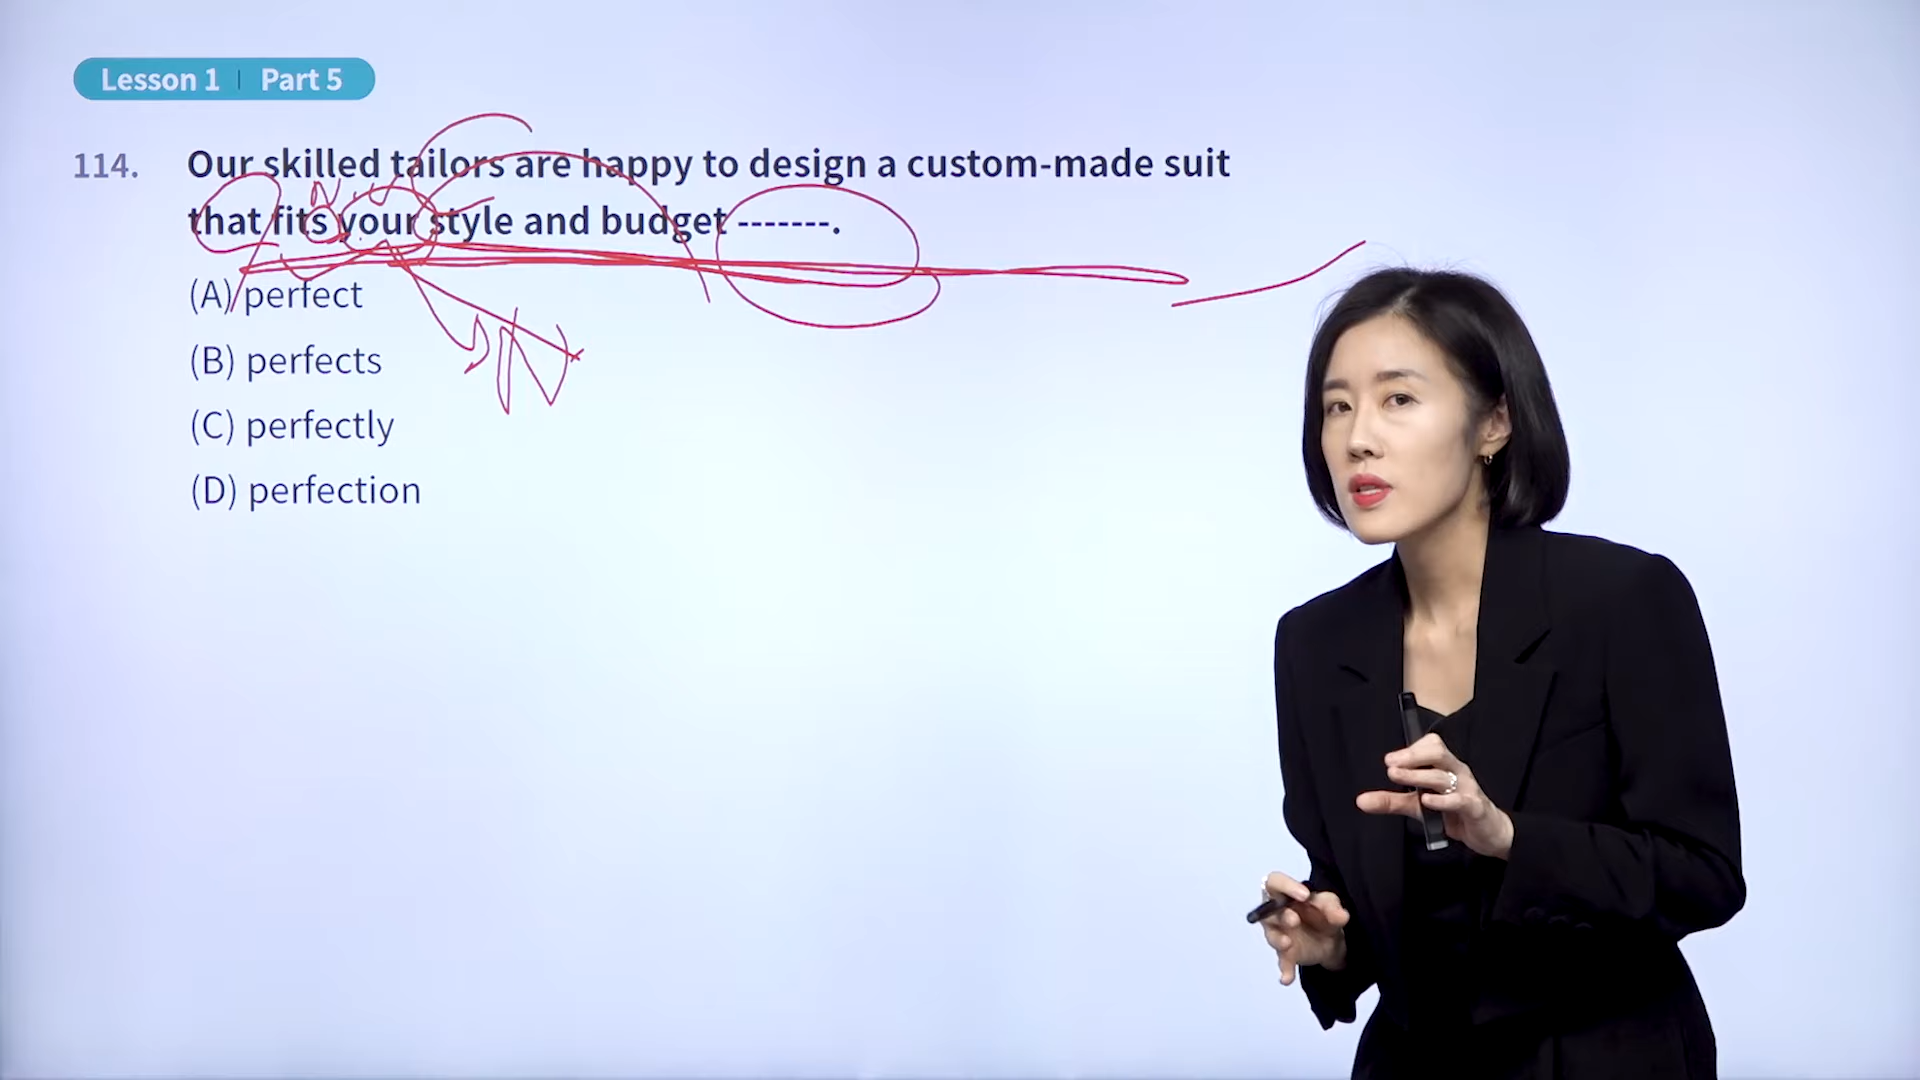 Lesson 1 | Part 5
114. Our skilled tailors are happy to design a custom-made suit
that fits your style and budget -------.
(A) perfect
(B) perfects
(C) perfectly
(D) perfection
N